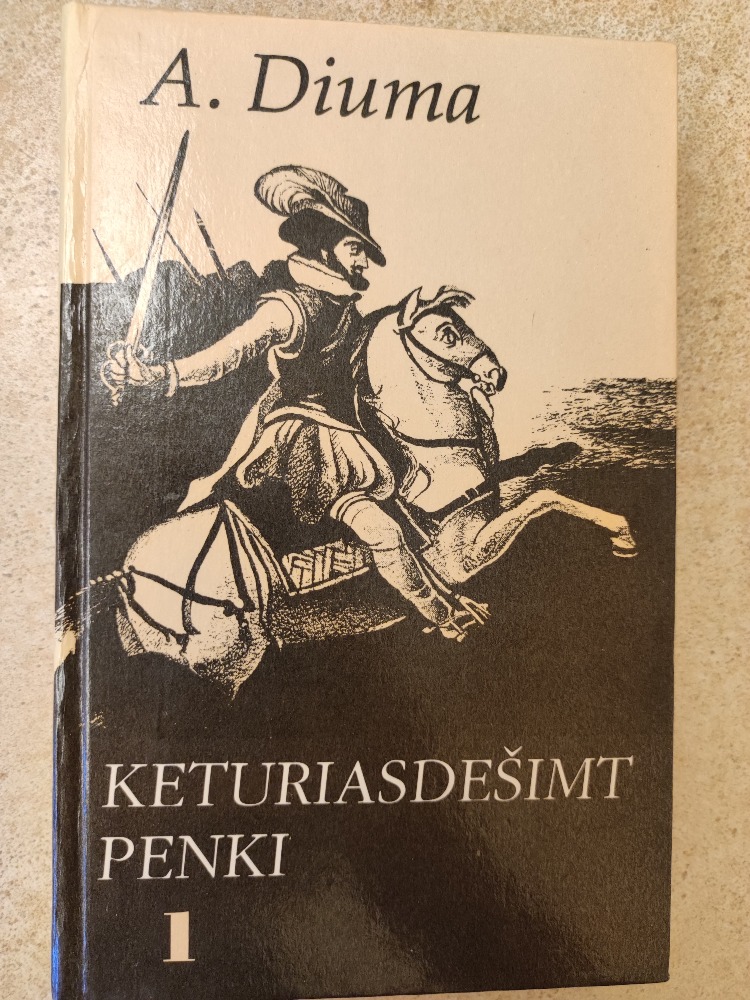 A. Diuma
KETURIASDEŠIMT
PENKI
1